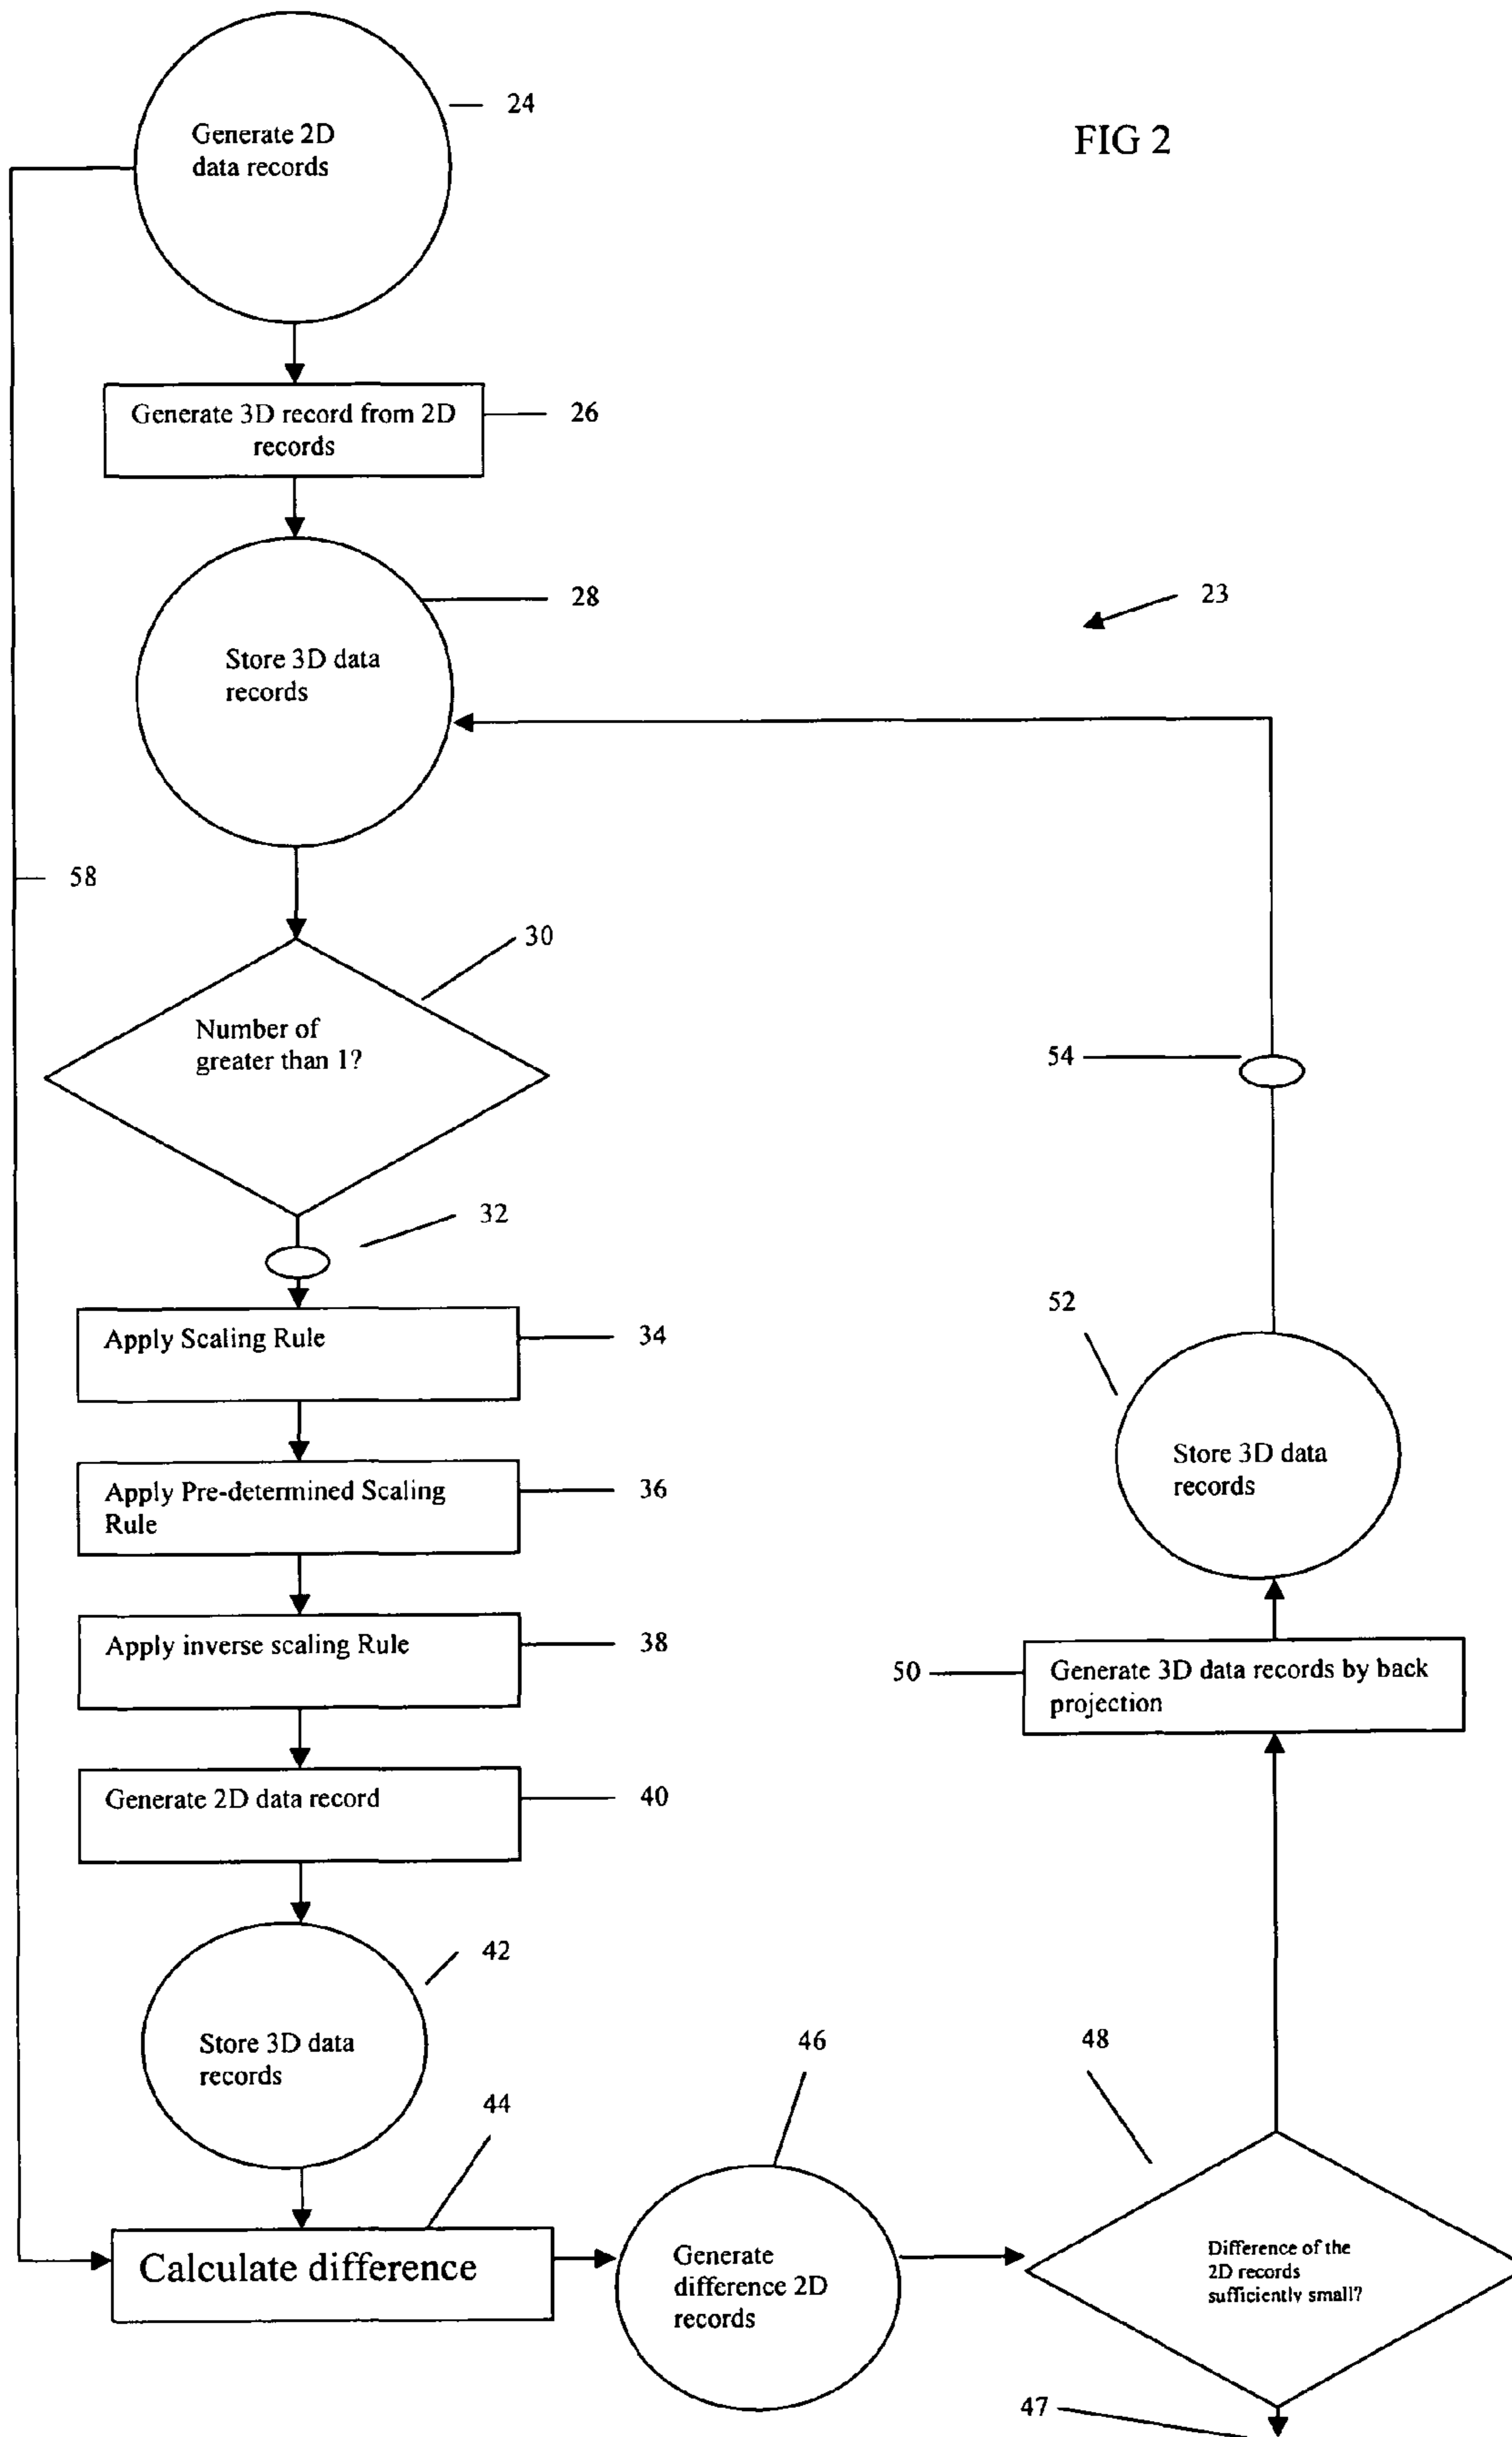 FIG 2
24
Generate 2D
data records
Generate 3D record from 2D
records
26
28
23
Store 3D data
records
58
30
Number of
greater than 1?
54
32
52
Apply Scaling Rule
34
Store 3D data
records
Apply Pre-determined Scaling
Rule
36
Apply inverse scaling Rule
38
50
Generate 3D data records by back
projection
Generate 2D data record
40
42
Store 3D data
records
46
48
44
Calculate difference
Generate
difference 2D
records
Difference of the
2D records
sufficiently small?
47